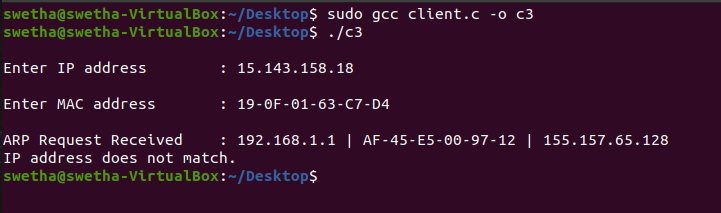 swetha@swetha-VirtualBox:~/Desktop$ sudo gcc client.c -o c3
swetha@swetha-VirtualBox:~/Desktop$ ./c3
Enter IP address : 15.143.158.18
Enter MAC address : 19-0F-01-63-C7-D4
ARP Request Received : 192.168.1.1 | AF-45-E5-00-97-12 | 155.157.65.128
IP address does not match.
swetha@swetha-VirtualBox:~/Desktop$